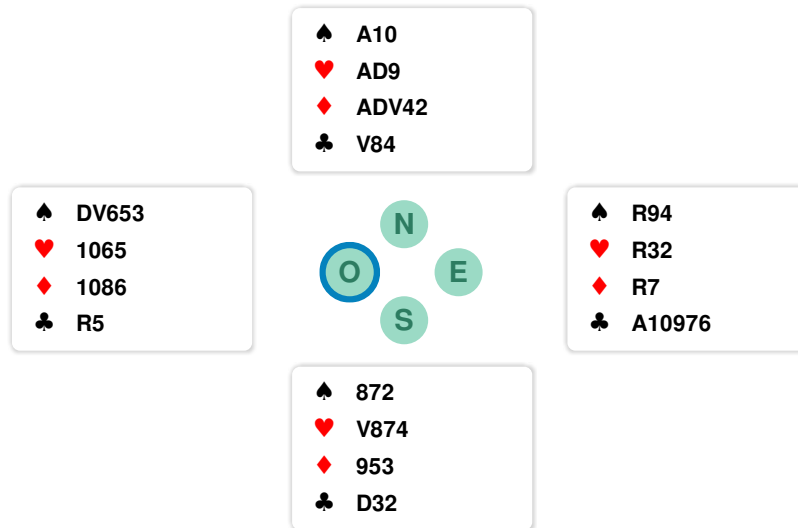 ♠ A10
♥ AD9
♦ ADV42
♣ V84
♠ DV653
♥ 1065
♦ 1086
♣ R5
N
O E
S
♠ R94
♥ R32
♦ R7
♣ A10976
♠ 872
♥ V874
♦ 953
♣ D32